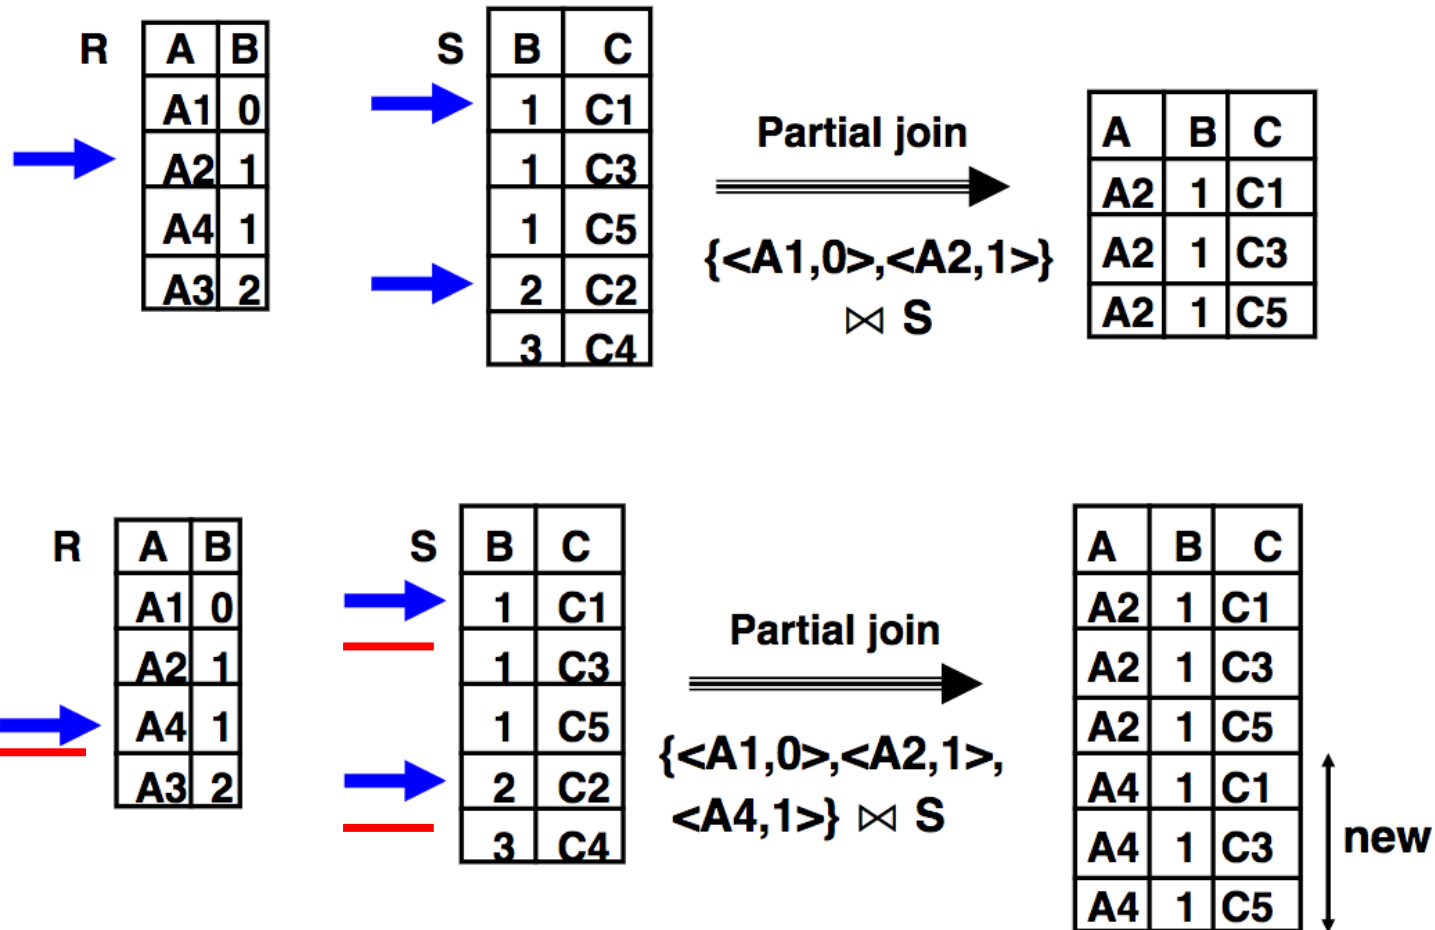 R A B S B C
A1 0 1 C1
A2 1 1 C3
A4 1 1 C5
A3 2 2 C2
3 C4
Partial join
{<A1,0>,<A2,1>}
⋈ S
A B C
A2 1 C1
A2 1 C3
A2 1 C5
R A B S B C
A1 0 1 C1
A2 1 1 C3
A4 1 1 C5
A3 2 2 C2
3 C4
Partial join
{<A1,0>,<A2,1>,
<A4,1>} ⋈ S
A B C
A2 1 C1
A2 1 C3
A2 1 C5
A4 1 C1
A4 1 C3
A4 1 C5
new